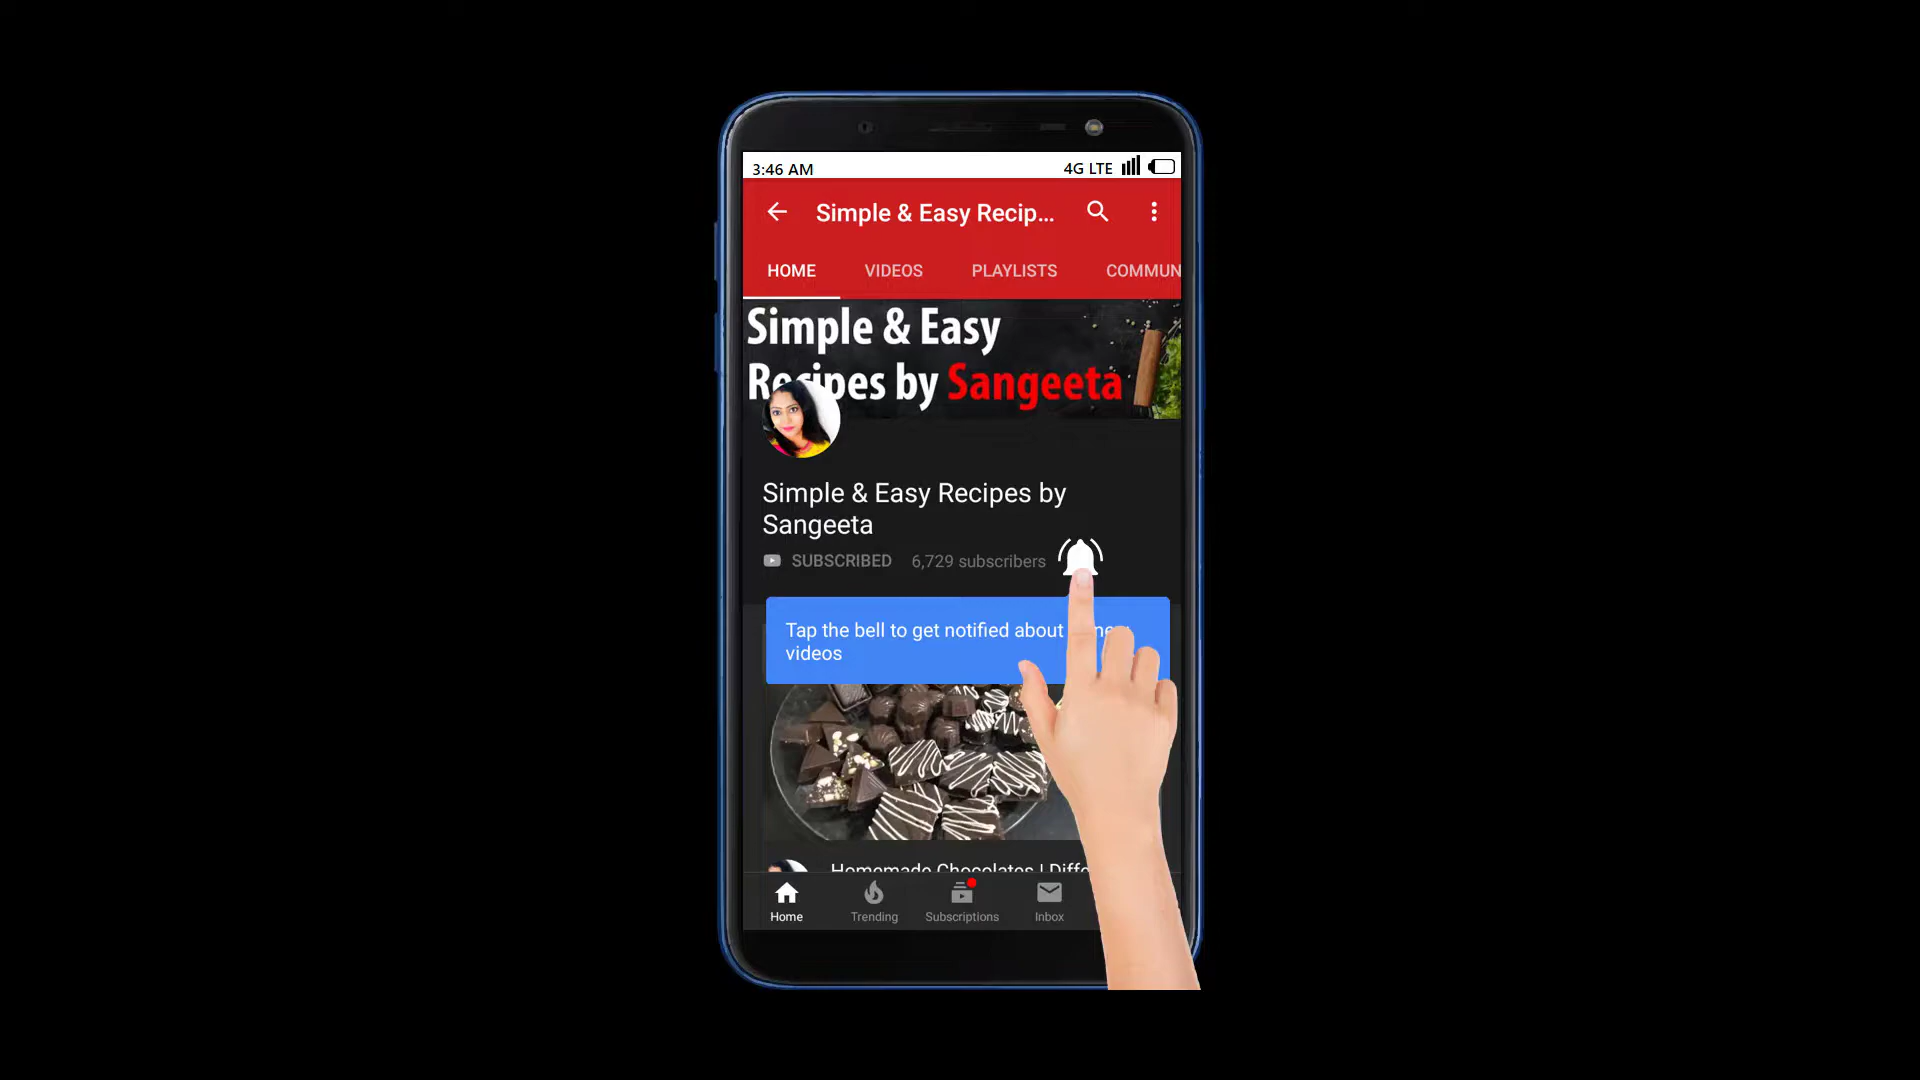 3:46 AM 4G LTE
Simple & Easy Recip...
HOME VIDEOS PLAYLISTS COMMUN
Simple & Easy
Recipes by Sangeeta
Simple & Easy Recipes by
Sangeeta
SUBSCRIBED 6,729 subscribers
Tap the bell to get notified about new
videos
Homemade Chocolates | Diffe
Home Trending Subscriptions Inbox